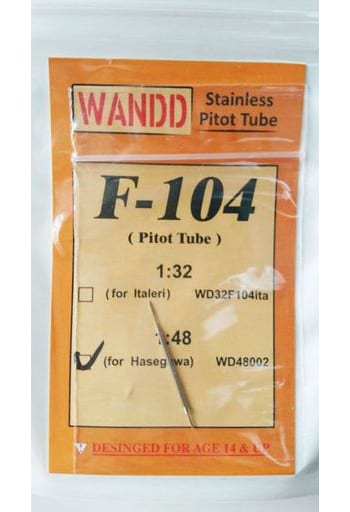 WANDD
Stainless
Pitot Tube
F-104
( Pitot Tube )
1:32
(for Italeri) WD32F104ita
1:48
(for Hasegawa) WD48002
DESINGED FOR AGE 14 & UP